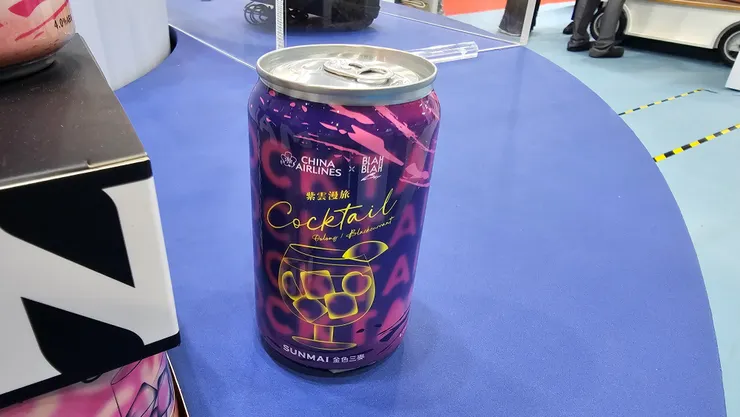 CHINA AIRLINES × BLAH BLAH
紫雲漫旅
Cocktail
Oolong / Blackcurrant
SUNMAI 金色三麥